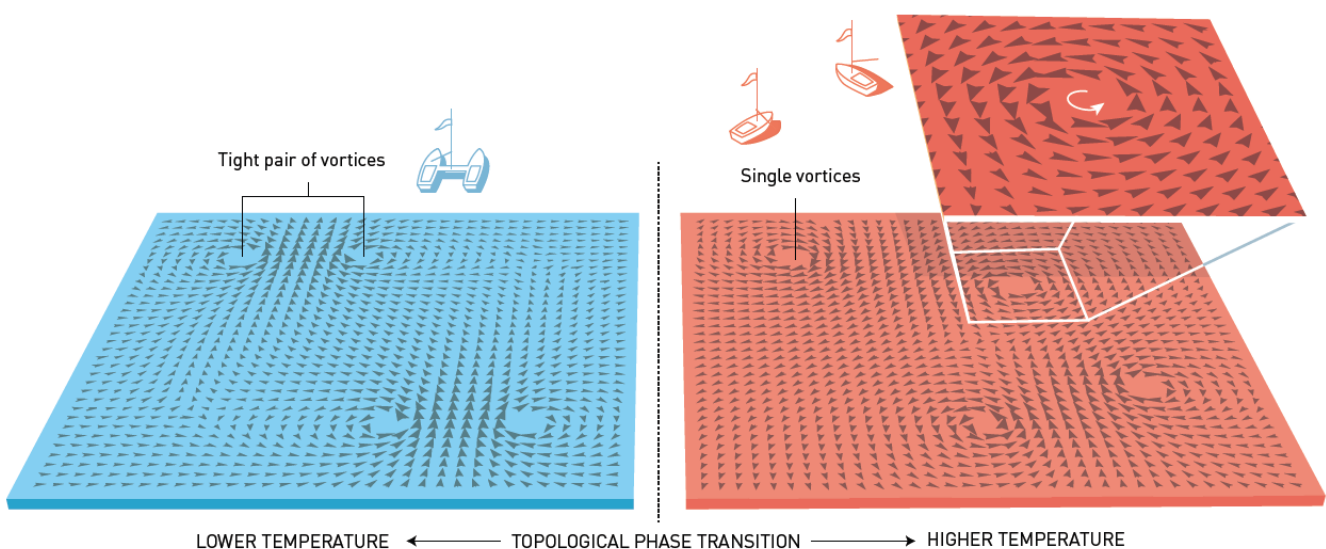 Tight pair of vortices
Single vortices
LOWER TEMPERATURE
TOPOLOGICAL PHASE TRANSITION
HIGHER TEMPERATURE